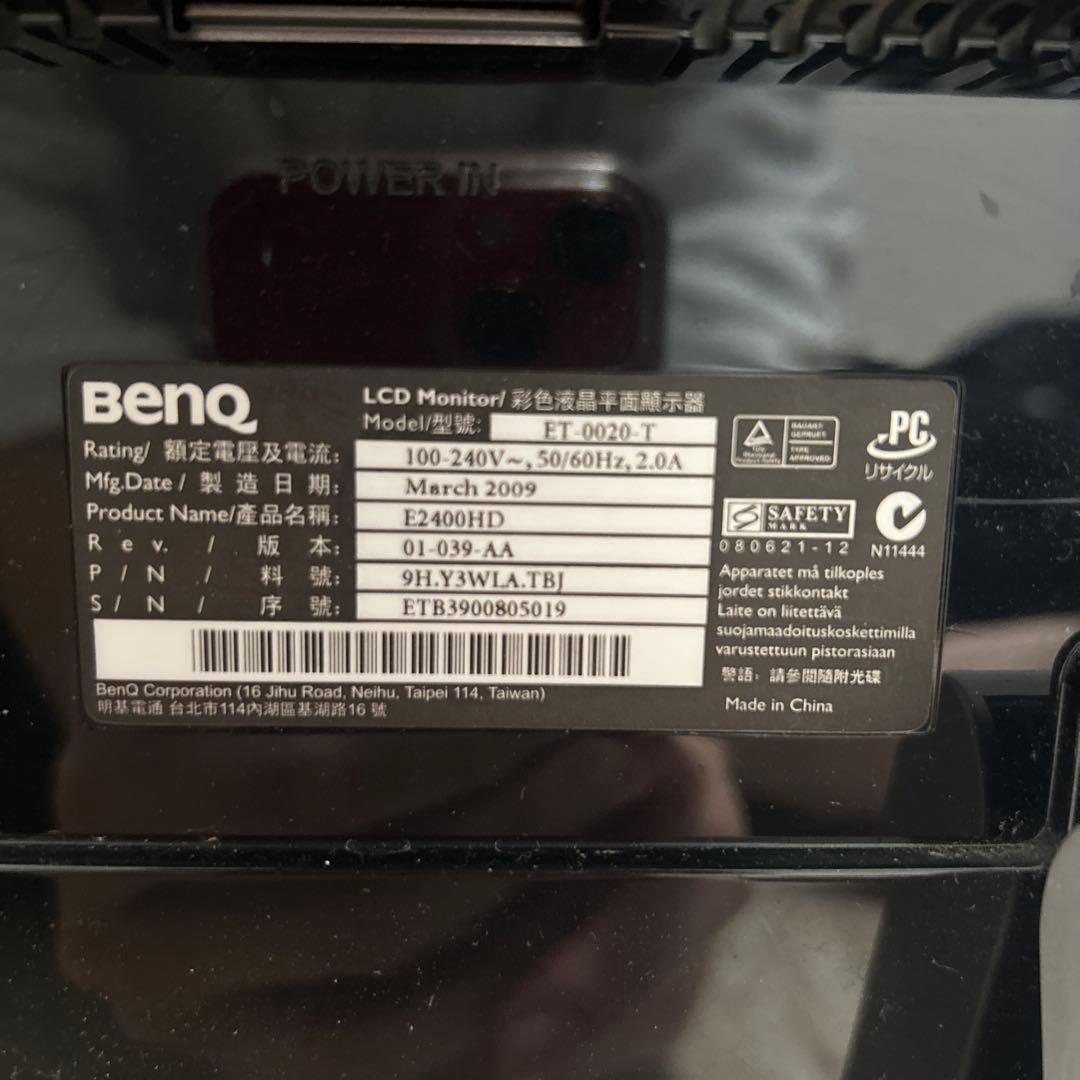 POWER IN
BenQ
LCD Monitor/ 彩色液晶平面顯示器
Model/型號: ET-0020-T
Rating/ 額定電壓及電流: 100-240V~, 50/60Hz, 2.0A
Mfg.Date / 製造日期: March 2009
Product Name/產品名稱: E2400HD
Rev. / 版本: 01-039-AA
P/N / 料號: 9H.Y3WLA.TBJ
S/N / 序號: ETB3900805019
BenQ Corporation (16 Jihu Road, Neihu, Taipei 114, Taiwan)
明基電通 台北市114內湖區基湖路16 號
BAUART
GEPRUFT
TYPE
APPROVED
PC
リサイクル
SAFETY
MARK
080621-12
N11444
Apparatet må tilkoples
jordet stikkontakt
Laite on liitettävä
suojamaadoituskoskettimilla
varustettuun pistorasiaan
警語: 請參閱隨附光碟
Made in China